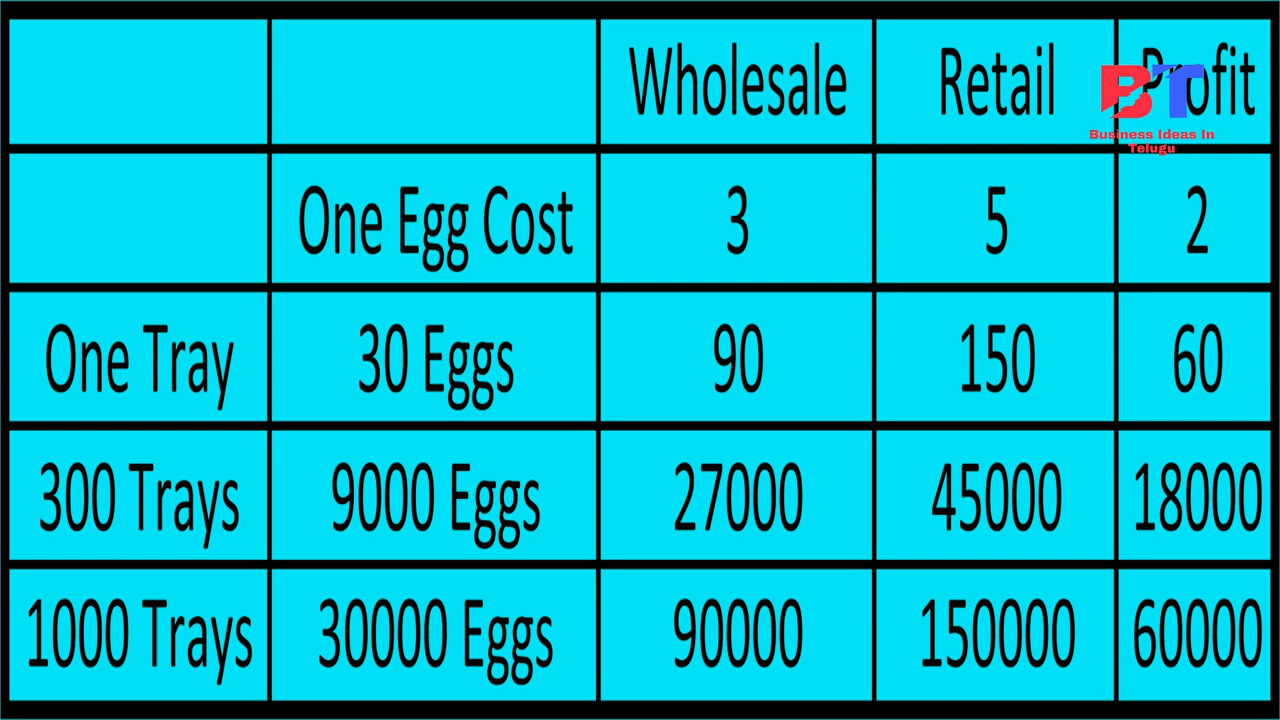 Wholesale Retail Profit
BT
Business Ideas In
Telugu
One Egg Cost 3 5 2
One Tray 30 Eggs 90 150 60
300 Trays 9000 Eggs 27000 45000 18000
1000 Trays 30000 Eggs 90000 150000 60000